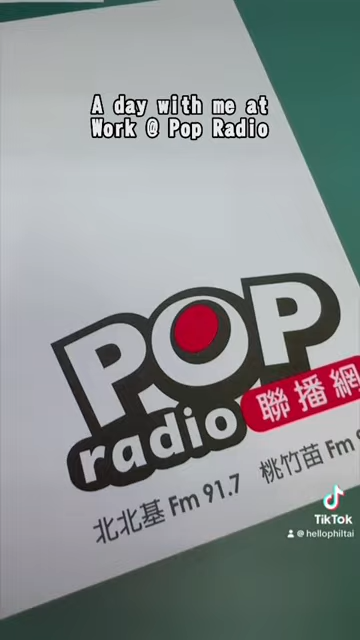 A day with me at
Work @ Pop Radio
POP
radio 聯播網
北北基 Fm 91.7 桃竹苗 Fm
TikTok
@hellophiltai